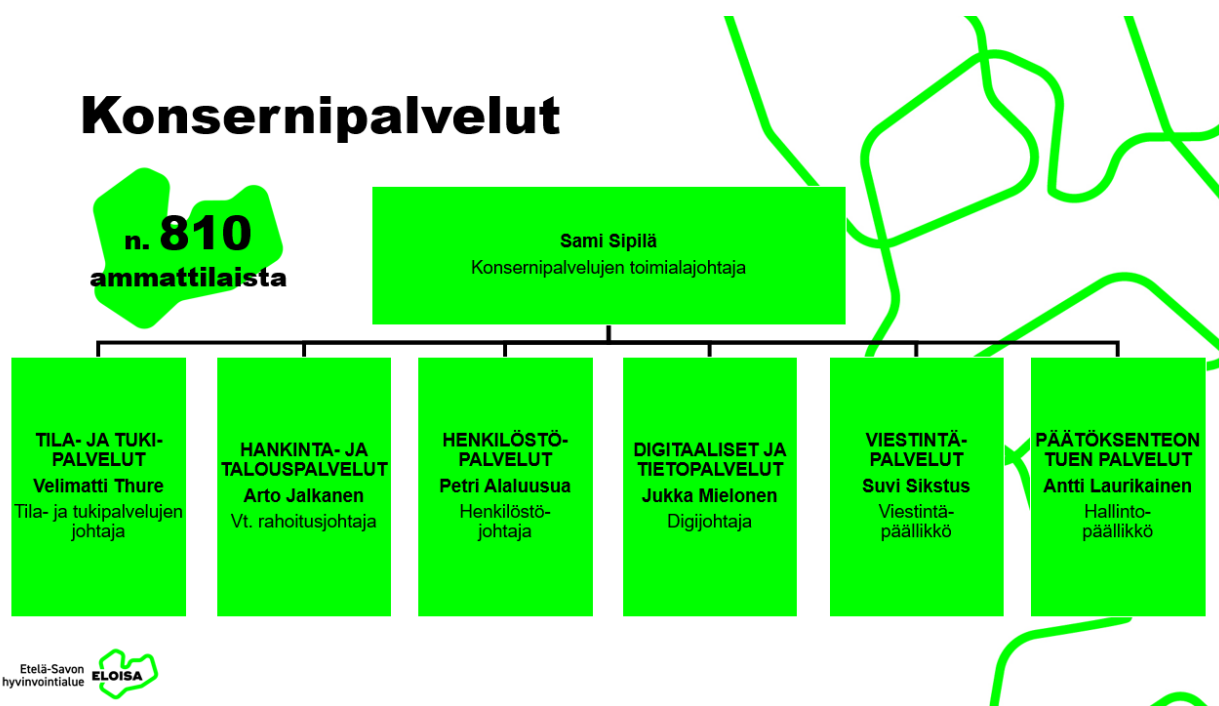 Konsernipalvelut
n. 810
ammattilaista
Sami Sipilä
Konsernipalvelujen toimialajohtaja
TILA- JA TUKI-
PALVELUT
Velimatti Thure
Tila- ja tukipalvelujen
johtaja
HANKINTA- JA
TALOUSPALVELUT
Arto Jalkanen
Vt. rahoitusjohtaja
HENKILÖSTÖ-
PALVELUT
Petri Alaluusua
Henkilöstö-
johtaja
DIGITAALISET JA
TIETOPALVELUT
Jukka Mielonen
Digijohtaja
VIESTINTÄ-
PALVELUT
Suvi Sikstus
Viestintä-
päällikkö
PÄÄTÖKSENTEON
TUEN PALVELUT
Antti Laurikainen
Hallinto-
päällikkö
Etelä-Savon
hyvinvointialue
ELOISA